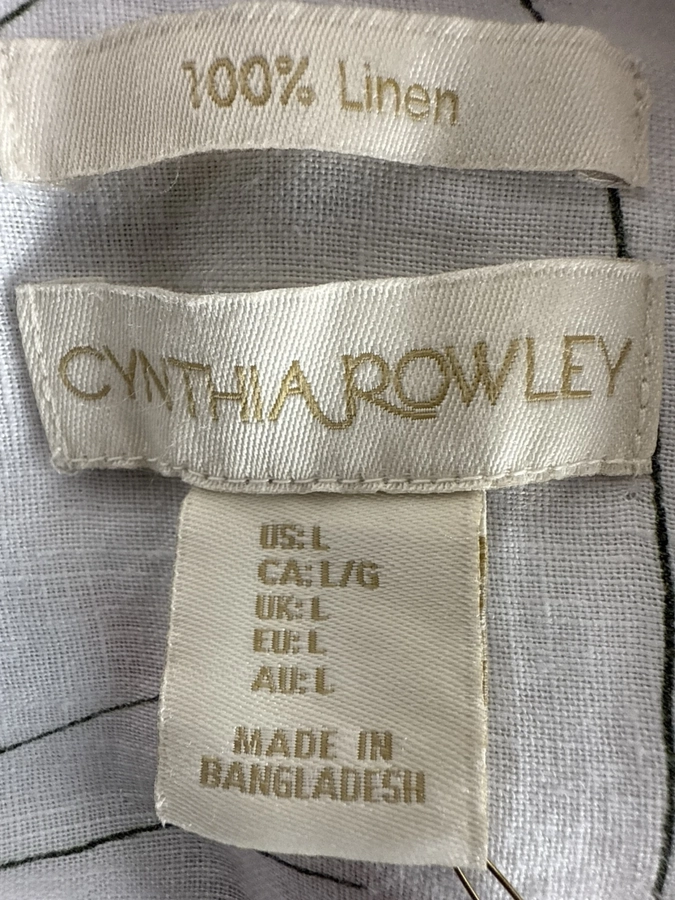 100% Linen
CYNTHIA ROWLEY
US: L
CA: L/G
UK: L
EU: L
AU: L
MADE IN
BANGLADESH